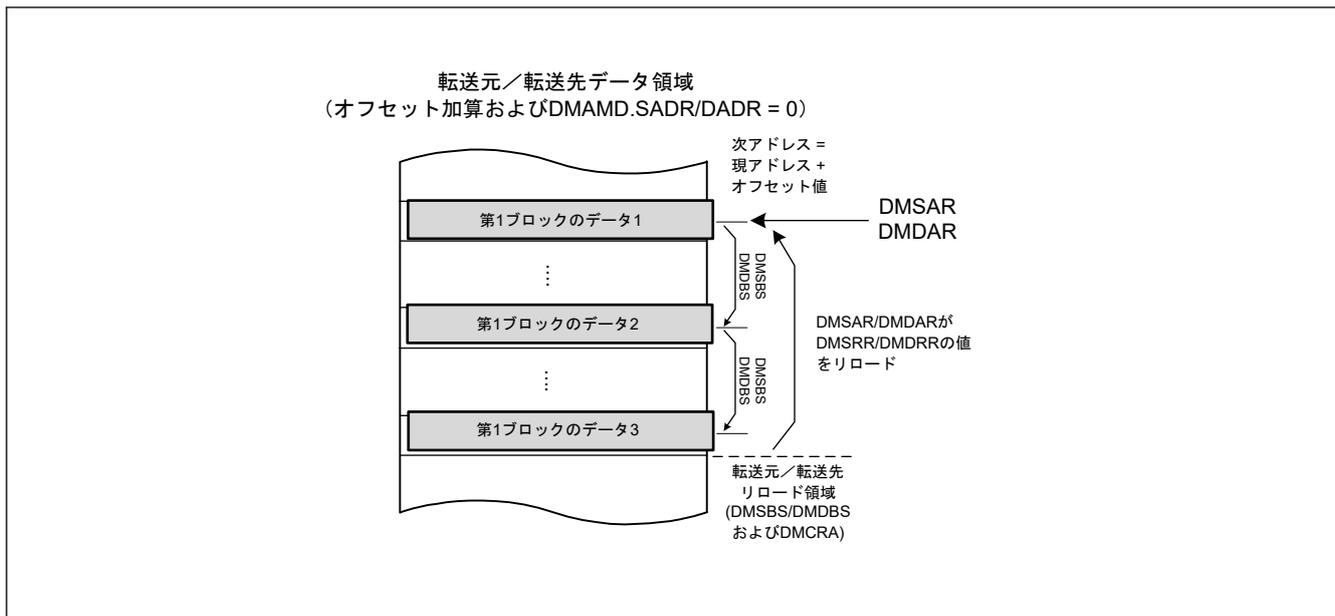 転送元／転送先データ領域
（オフセット加算およびDMAMD.SADR/DADR = 0）
次アドレス =
現アドレス +
オフセット値
DMSAR
DMDAR
第1ブロックのデータ1
DMSBS
DMDBS
第1ブロックのデータ2
DMSAR/DMDARが
DMSRR/DMDRRの値
をリロード
DMSBS
DMDBS
第1ブロックのデータ3
転送元／転送先
リロード領域
(DMSBS/DMDBS
およびDMCRA)